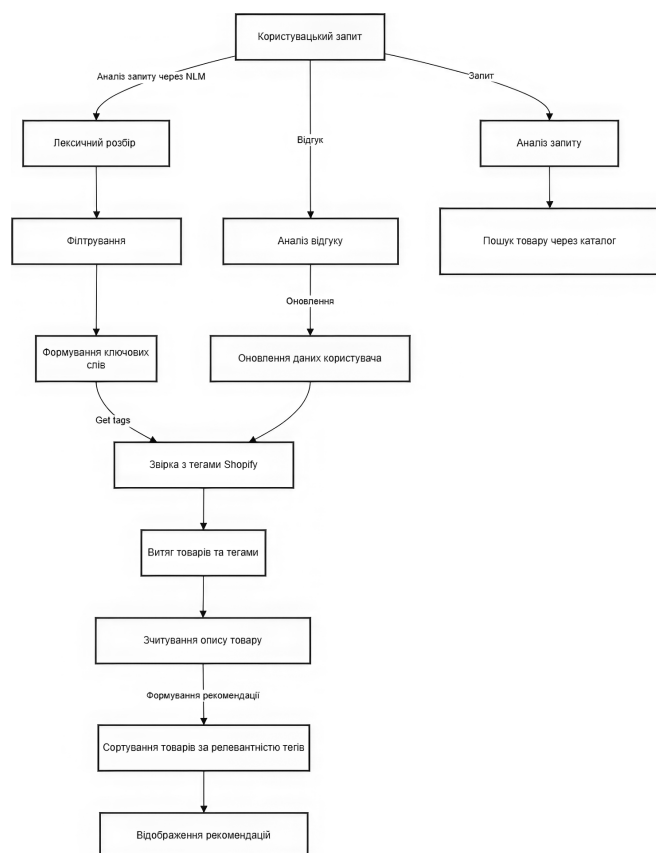 Користувацький запит
Аналіз запиту через NLM
Запит
Лексичний розбір
Відгук
Аналіз запиту
Філтрування
Аналіз відгуку
Пошук товару через каталог
Оновлення
Формування ключових
слів
Оновлення даних користувача
Get tags
Звірка з тегами Shopify
Витяг товарів та тегами
Зчитування опису товару
Формування рекомендації
Сортування товарів за релевантністю тегів
Відображення рекомендацій